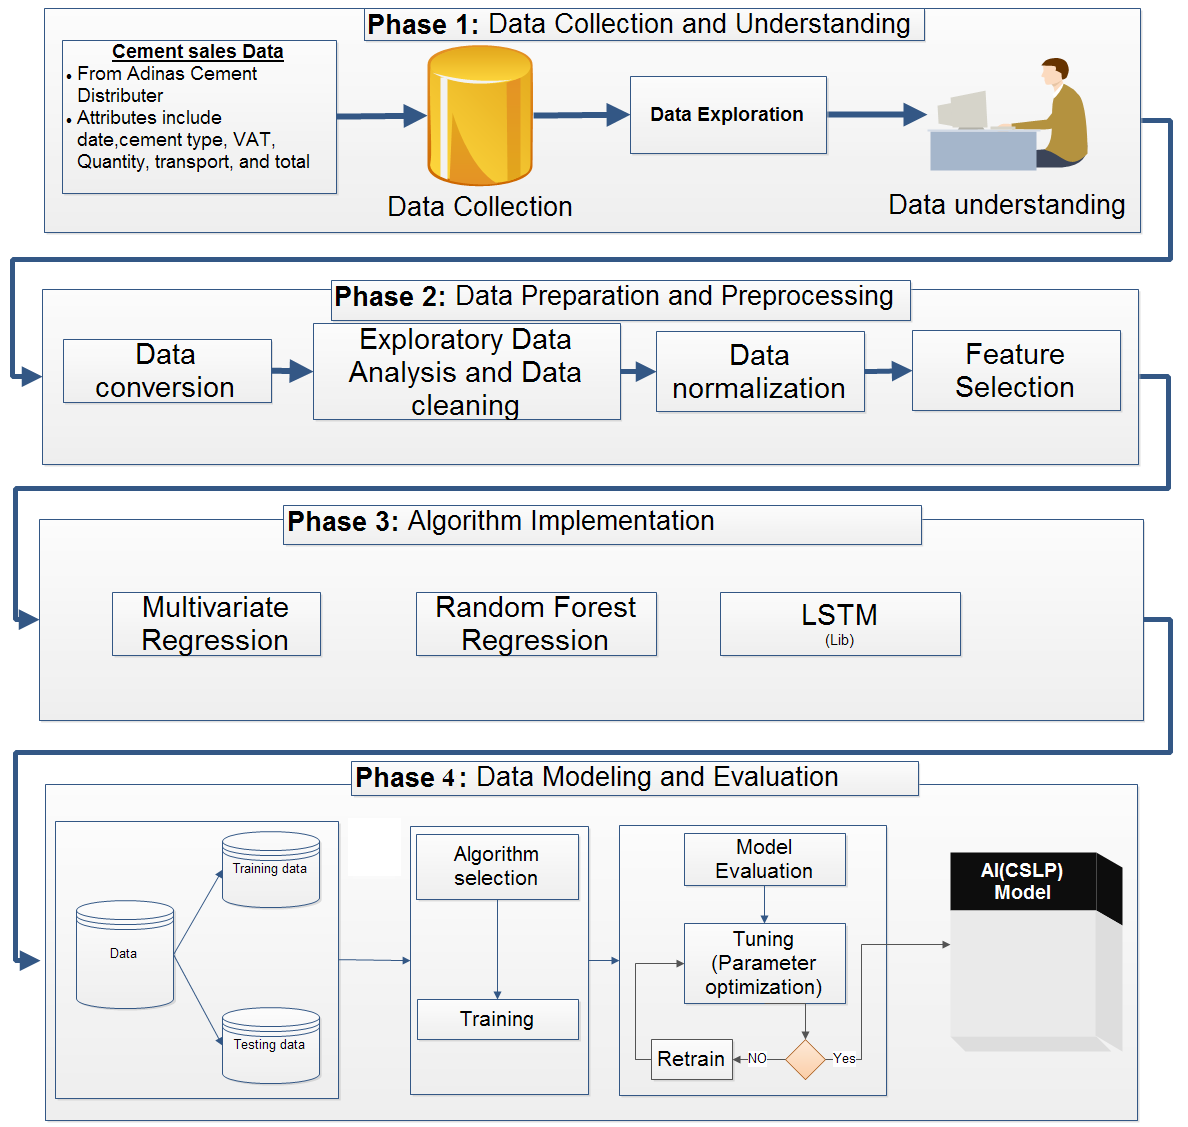 Phase 1: Data Collection and Understanding
Cement sales Data
• From Adinas Cement
Distributer
• Attributes include
date,cement type, VAT,
Quantity, transport, and total
Data Collection
Data Exploration
Data understanding
Phase 2: Data Preparation and Preprocessing
Data
conversion
Exploratory Data
Analysis and Data
cleaning
Data
normalization
Feature
Selection
Phase 3: Algorithm Implementation
Multivariate
Regression
Random Forest
Regression
LSTM
(Lib)
Phase 4: Data Modeling and Evaluation
Data
Training data
Testing data
Algorithm
selection
Training
Model
Evaluation
Tuning
(Parameter
optimization)
Retrain
NO
Yes
AI(CSLP)
Model